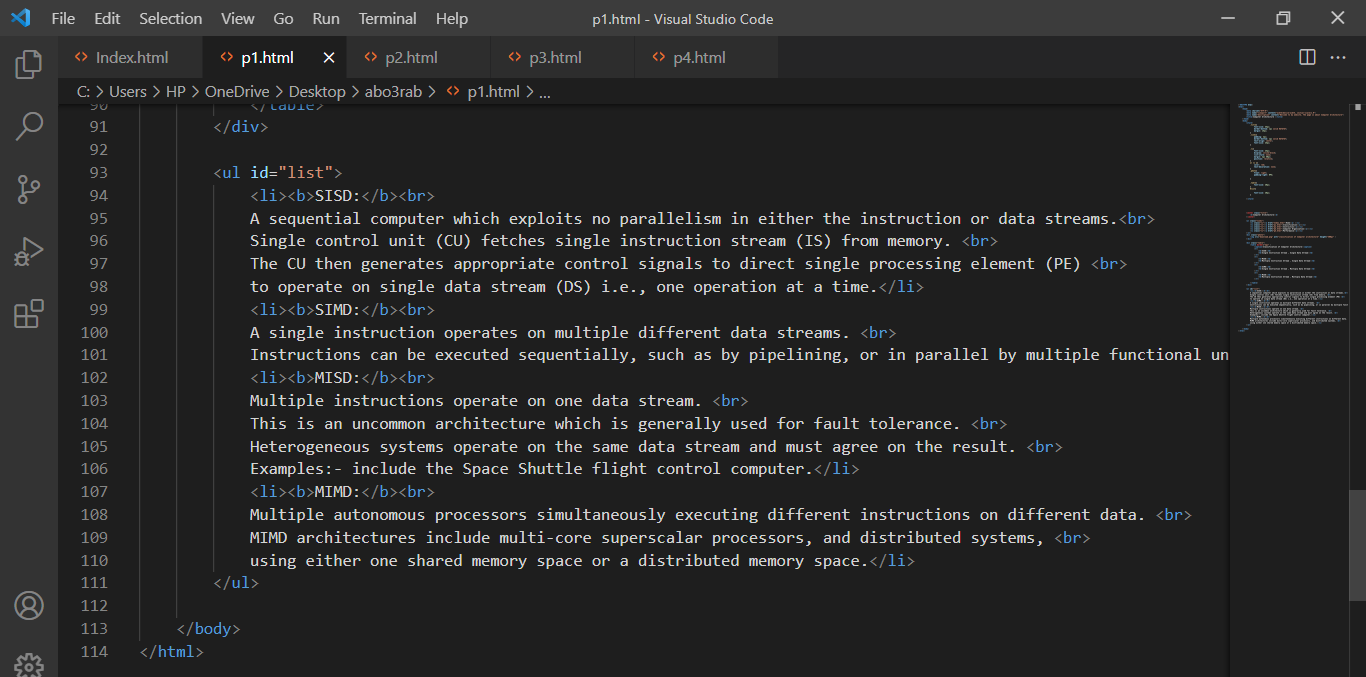 File Edit Selection View Go Run Terminal Help p1.html - Visual Studio Code
Index.html p1.html p2.html p3.html p4.html
C: > Users > HP > OneDrive > Desktop > abo3rab > p1.html > ...
90 </table>
91 </div>
92
93 <ul id="list">
94 <li><b>SISD:</b><br>
95 A sequential computer which exploits no parallelism in either the instruction or data streams.<br>
96 Single control unit (CU) fetches single instruction stream (IS) from memory. <br>
97 The CU then generates appropriate control signals to direct single processing element (PE) <br>
98 to operate on single data stream (DS) i.e., one operation at a time.</li>
99 <li><b>SIMD:</b><br>
100 A single instruction operates on multiple different data streams. <br>
101 Instructions can be executed sequentially, such as by pipelining, or in parallel by multiple functional un
102 <li><b>MISD:</b><br>
103 Multiple instructions operate on one data stream. <br>
104 This is an uncommon architecture which is generally used for fault tolerance. <br>
105 Heterogeneous systems operate on the same data stream and must agree on the result. <br>
106 Examples:- include the Space Shuttle flight control computer.</li>
107 <li><b>MIMD:</b><br>
108 Multiple autonomous processors simultaneously executing different instructions on different data. <br>
109 MIMD architectures include multi-core superscalar processors, and distributed systems, <br>
110 using either one shared memory space or a distributed memory space.</li>
111 </ul>
112
113 </body>
114 </html>